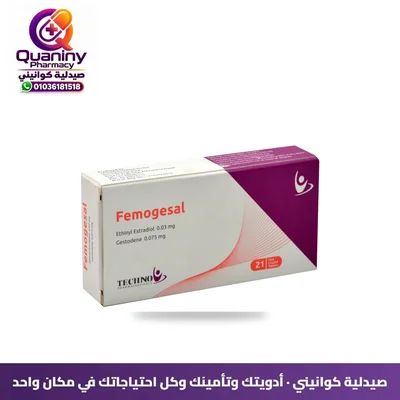 Quaniny
Pharmacy
صيدلية كوانيني
01036181518
Femogesal
Ethinyl Estradiol 0.03 mg
Gestodene 0.075 mg
TECHNO
21
Femogesal
صيدلية كوانيني - أدويتك وتأمينك وكل احتياجاتك في مكان واحد